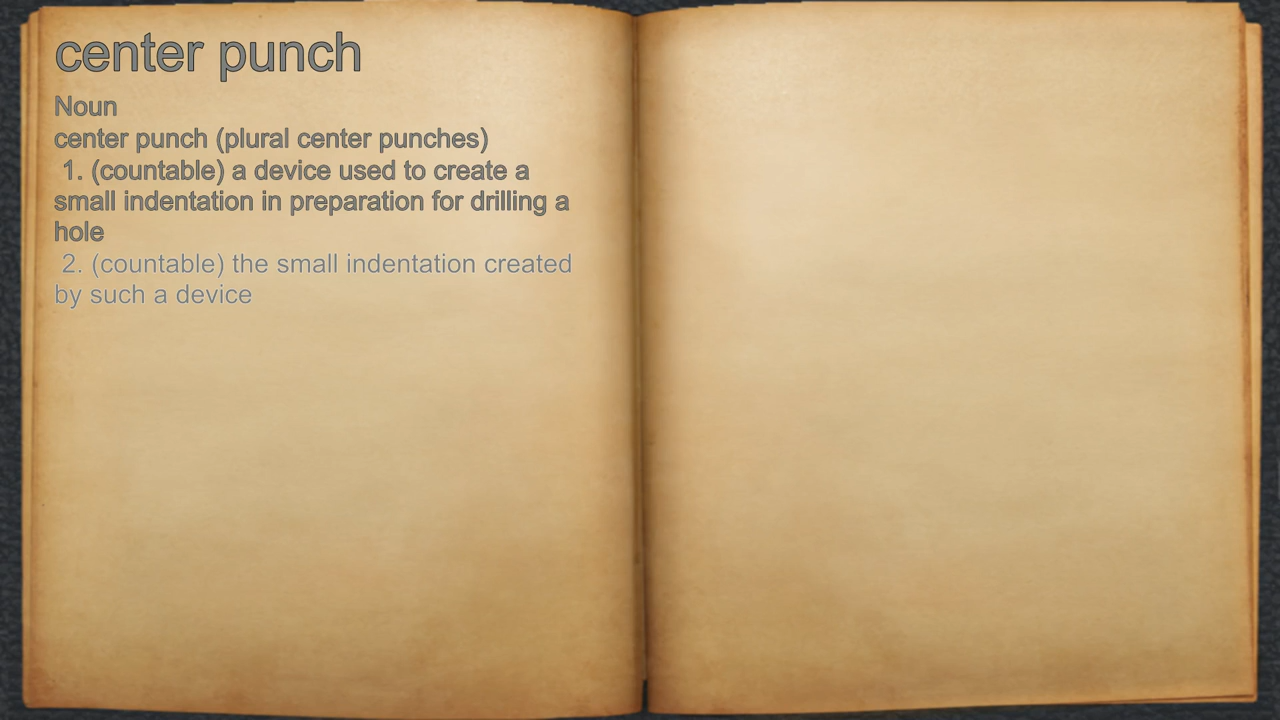 center punch
Noun
center punch (plural center punches)
1. (countable) a device used to create a
small indentation in preparation for drilling a
hole
2. (countable) the small indentation created
by such a device